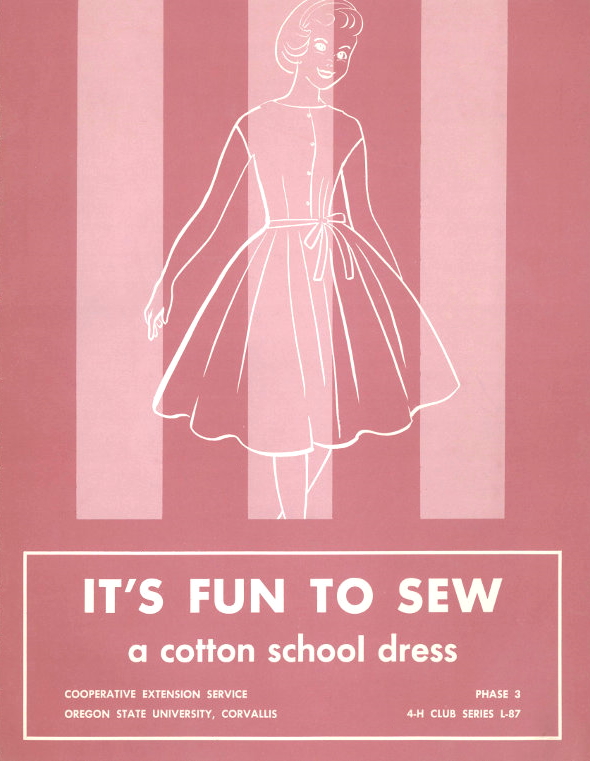 IT'S FUN TO SEW
a cotton school dress
COOPERATIVE EXTENSION SERVICE
PHASE 3
OREGON STATE UNIVERSITY, CORVALLIS
4-H CLUB SERIES L-87